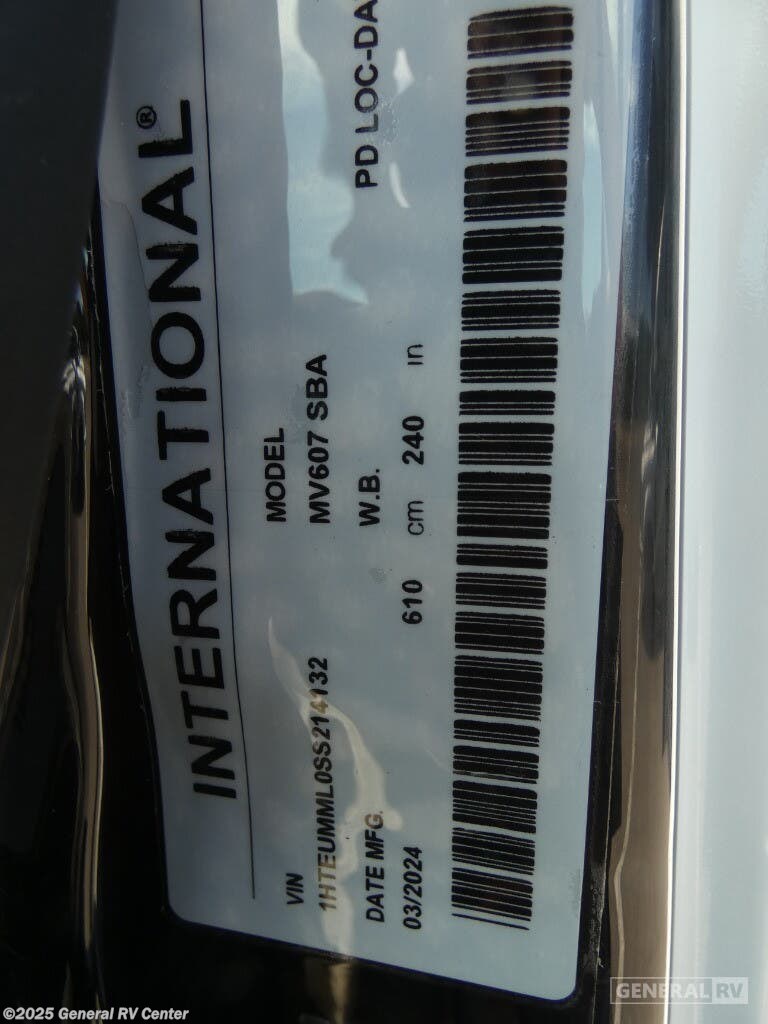 INTERNATIONAL®
VIN MODEL
1HTEUMML0SS214132 MV607 SBA
DATE MFG. W.B. PD LOC-DA
03/2024 610 cm 240 in
©2025 General RV Center
GENERAL RV